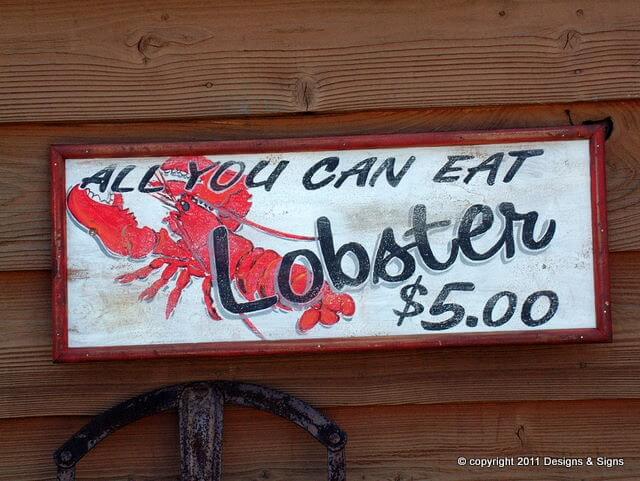 ALL YOU CAN EAT
Lobster
$5.00
© copyright 2011 Designs & Signs